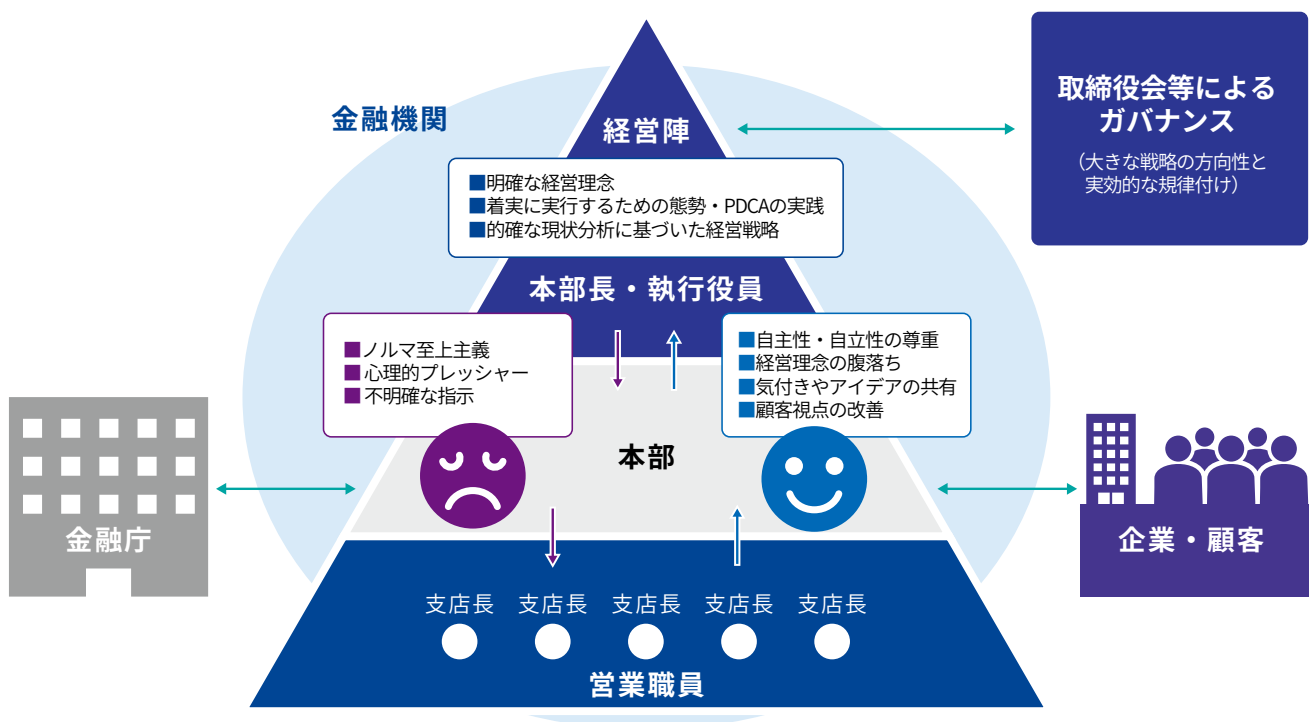 取締役会等による
ガバナンス
（大きな戦略の方向性と
実効的な規律付け）
金融機関
経営陣
■明確な経営理念
■着実に実行するための態勢・PDCAの実践
■的確な現状分析に基づいた経営戦略
本部長・執行役員
■ノルマ至上主義
■心理的プレッシャー
■不明確な指示
■自主性・自立性の尊重
■経営理念の腹落ち
■気付きやアイデアの共有
■顧客視点の改善
本部
金融庁
企業・顧客
支店長 支店長 支店長 支店長 支店長
営業職員